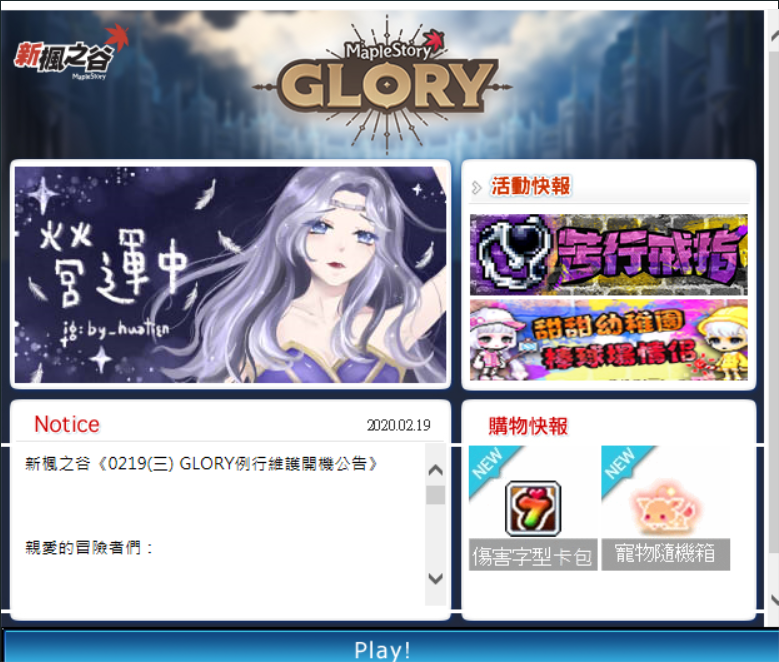 新楓之谷
MapleStory
MapleStory
GLORY
營運中
ig: by_huatien
活動快報
苦行戒指
甜甜幼稚園
棒球擂情侶
Notice
2020.02.19
新楓之谷《0219(三) GLORY例行維護開機公告》
親愛的冒險者們：
購物快報
NEW
傷害字型卡包
NEW
寵物隨機箱
Play!